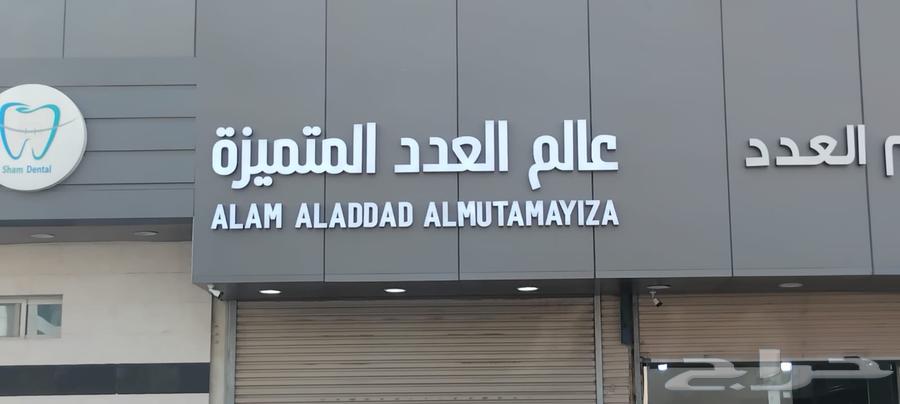 عالم العدد المتميزة
ALAM ALADDAD ALMUTAMAYIZA
Sham Dental
م العدد
حراج